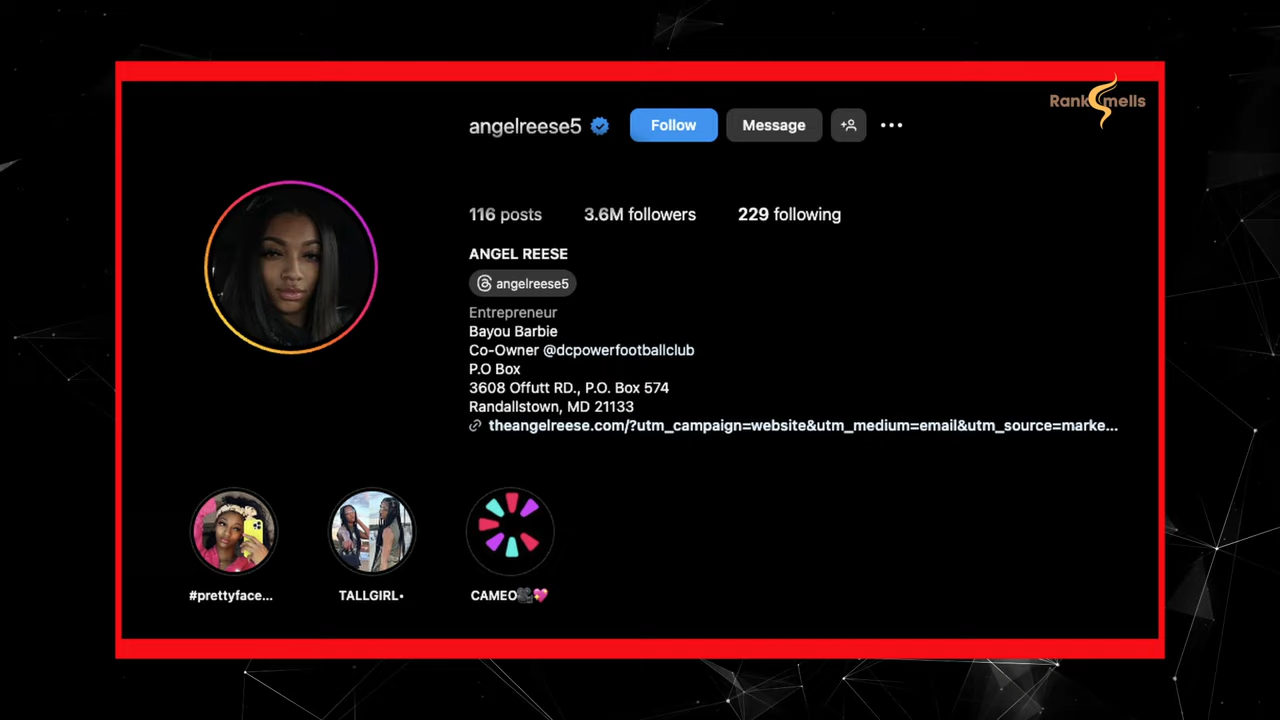 RankSmells
angelreese5 Follow Message
116 posts 3.6M followers 229 following
ANGEL REESE
angelreese5
Entrepreneur
Bayou Barbie
Co-Owner @dcpowerfootballclub
P.O Box
3608 Offutt RD., P.O. Box 574
Randallstown, MD 21133
theangelreese.com/?utm_campaign=website&utm_medium=email&utm_source=marke...
#prettyface... TALLGIRL• CAMEO🎥💖